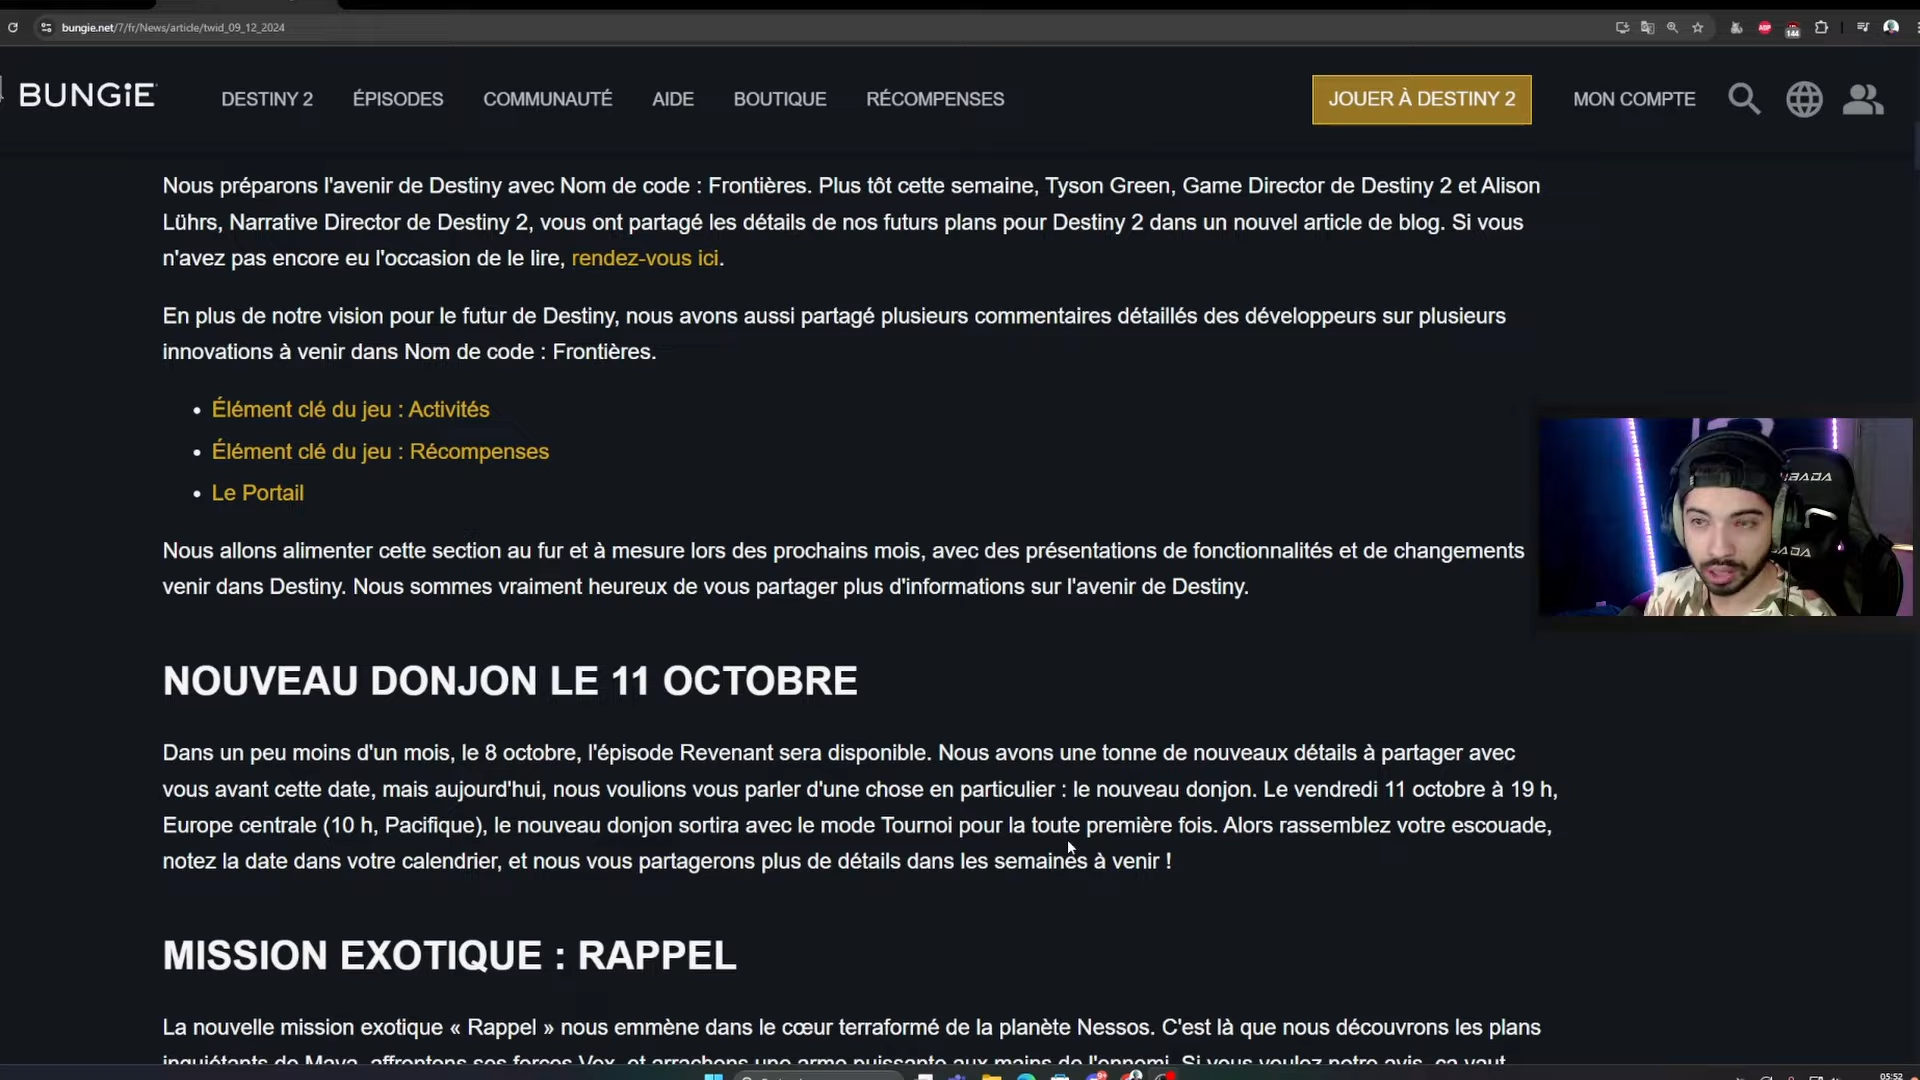 bungie.net/7/fr/News/article/twid_09_12_2024
144
BUNGiE
DESTINY 2
ÉPISODES
COMMUNAUTÉ
AIDE
BOUTIQUE
RÉCOMPENSES
JOUER À DESTINY 2
MON COMPTE
Nous préparons l'avenir de Destiny avec Nom de code : Frontières. Plus tôt cette semaine, Tyson Green, Game Director de Destiny 2 et Alison
Lührs, Narrative Director de Destiny 2, vous ont partagé les détails de nos futurs plans pour Destiny 2 dans un nouvel article de blog. Si vous
n'avez pas encore eu l'occasion de le lire, rendez-vous ici.
En plus de notre vision pour le futur de Destiny, nous avons aussi partagé plusieurs commentaires détaillés des développeurs sur plusieurs
innovations à venir dans Nom de code : Frontières.
• Élément clé du jeu : Activités
• Élément clé du jeu : Récompenses
• Le Portail
Nous allons alimenter cette section au fur et à mesure lors des prochains mois, avec des présentations de fonctionnalités et de changements
venir dans Destiny. Nous sommes vraiment heureux de vous partager plus d'informations sur l'avenir de Destiny.
NOUVEAU DONJON LE 11 OCTOBRE
Dans un peu moins d'un mois, le 8 octobre, l'épisode Revenant sera disponible. Nous avons une tonne de nouveaux détails à partager avec
vous avant cette date, mais aujourd'hui, nous voulions vous parler d'une chose en particulier : le nouveau donjon. Le vendredi 11 octobre à 19 h,
Europe centrale (10 h, Pacifique), le nouveau donjon sortira avec le mode Tournoi pour la toute première fois. Alors rassemblez votre escouade,
notez la date dans votre calendrier, et nous vous partagerons plus de détails dans les semaines à venir !
MISSION EXOTIQUE : RAPPEL
La nouvelle mission exotique « Rappel » nous emmène dans le cœur terraformé de la planète Nessos. C'est là que nous découvrons les plans
inquiétants de Maya, affrontons ses forces Vex, et arrachons une arme puissante aux mains de l'ennemi. Si vous voulez notre avis, ça vaut
05:52